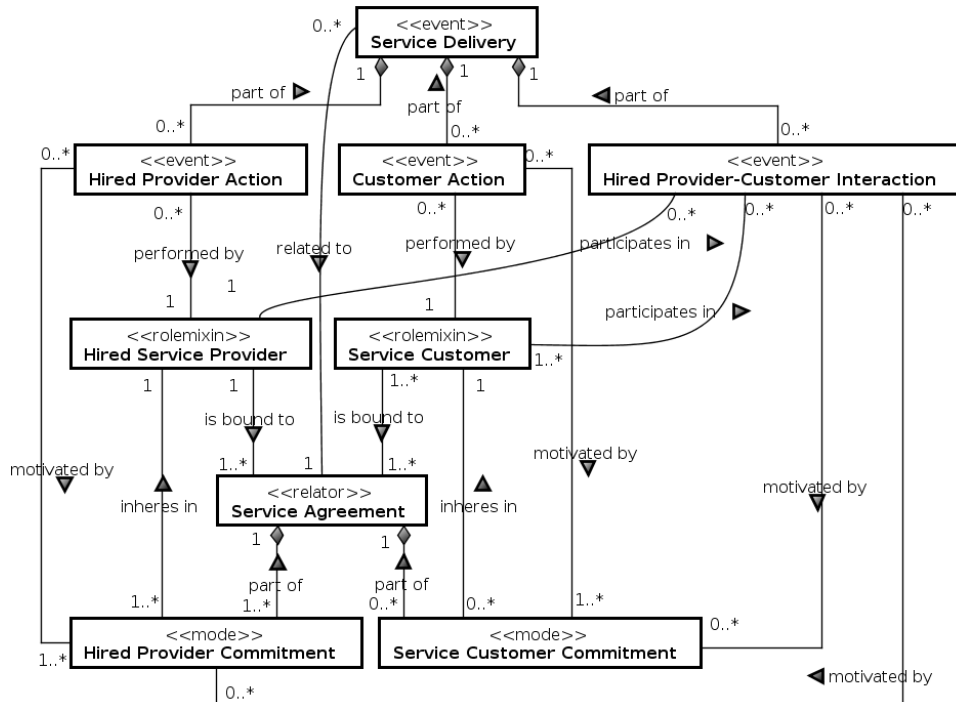 0..*
<<event>>
Service Delivery
1
1
1
part of
part of
part of
0..*
0..*
0..*
0..*
<<event>>
Hired Provider Action
<<event>>
Customer Action
0..*
<<event>>
Hired Provider-Customer Interaction
0..*
0..*
0..*
0..*
0..*
0..*
performed by
related to
performed by
participates in
1
1
1
participates in
<<rolemixin>>
Hired Service Provider
<<rolemixin>>
Service Customer
1..*
1
1
1..*
1
is bound to
is bound to
1..*
1
1..*
motivated by
motivated by
motivated by
<<relator>>
Service Agreement
inheres in
inheres in
1
1
part of
part of
1..*
1..*
0..*
0..*
1..*
<<mode>>
Hired Provider Commitment
<<mode>>
Service Customer Commitment
0..*
1..*
motivated by
0..*